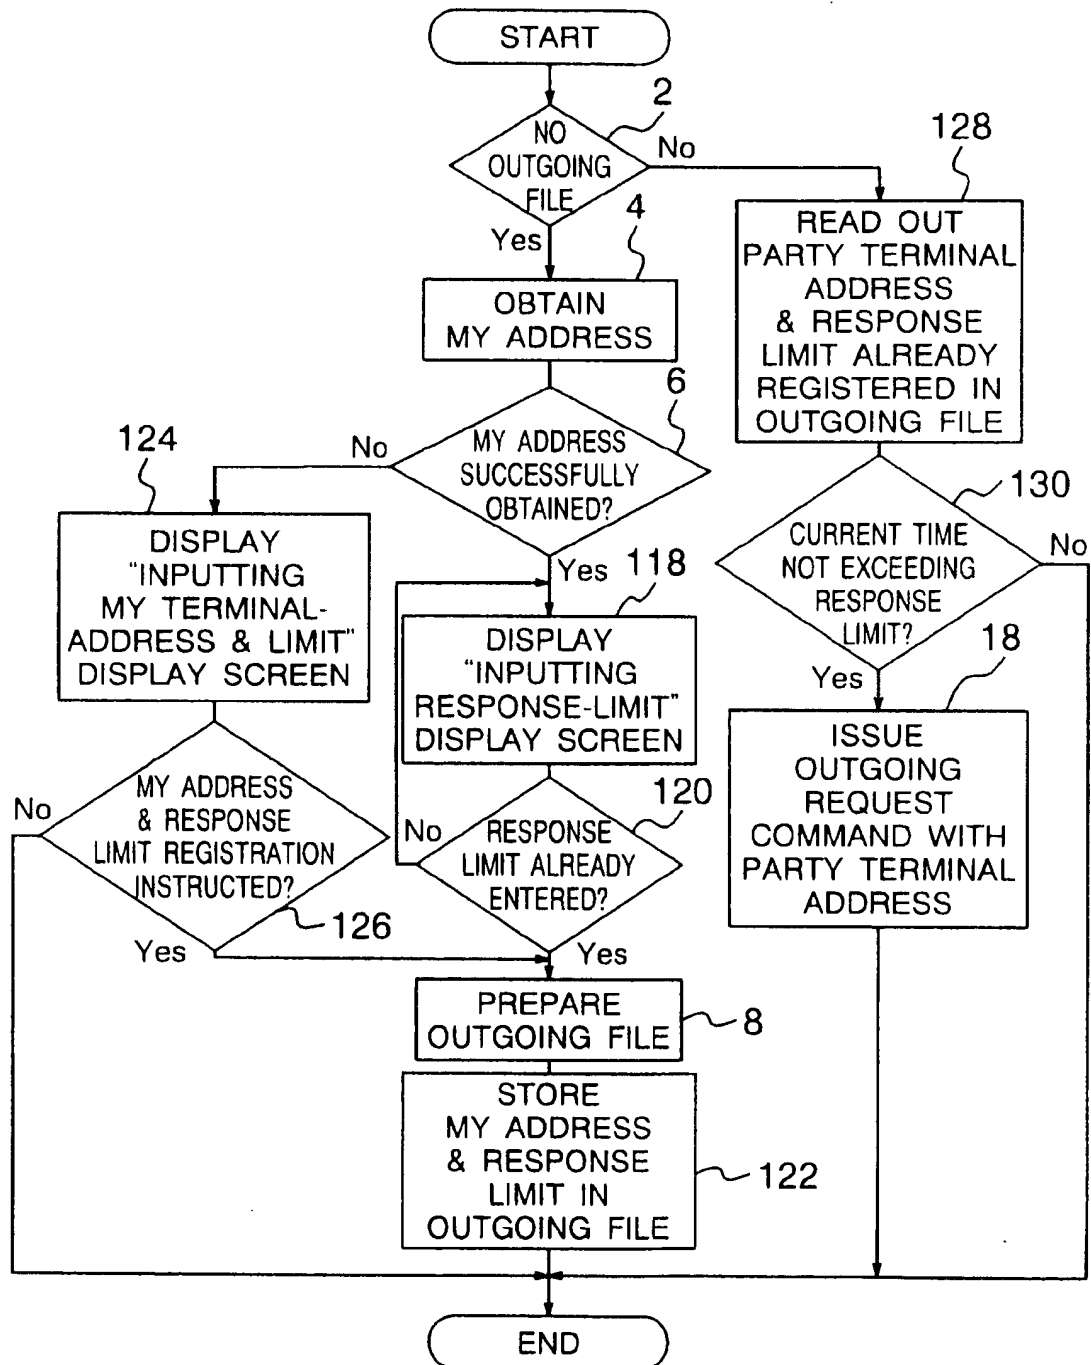 START
2
NO
OUTGOING
FILE
No
Yes
128
READ OUT
PARTY TERMINAL
ADDRESS
& RESPONSE
LIMIT ALREADY
REGISTERED IN
OUTGOING FILE
4
OBTAIN
MY ADDRESS
6
MY ADDRESS
SUCCESSFULLY
OBTAINED?
No
Yes
124
DISPLAY
"INPUTTING
MY TERMINAL-
ADDRESS & LIMIT"
DISPLAY SCREEN
118
DISPLAY
"INPUTTING
RESPONSE-LIMIT"
DISPLAY SCREEN
130
CURRENT TIME
NOT EXCEEDING
RESPONSE
LIMIT?
No
Yes
18
ISSUE
OUTGOING
REQUEST
COMMAND WITH
PARTY TERMINAL
ADDRESS
MY ADDRESS
& RESPONSE
LIMIT REGISTRATION
INSTRUCTED?
No
Yes
126
120
RESPONSE
LIMIT ALREADY
ENTERED?
No
Yes
PREPARE
OUTGOING FILE
8
STORE
MY ADDRESS
& RESPONSE
LIMIT IN
OUTGOING FILE
122
END